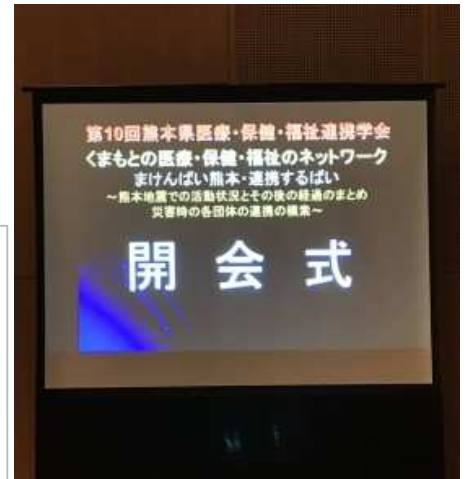 第10回熊本県医療・保健・福祉連携学会
くまもとの医療・保健・福祉のネットワーク
まけんばい熊本・連携するばい
~熊本地震での活動状況とその後の経過のまとめ
災害時の各団体の連携の模索~
開会式